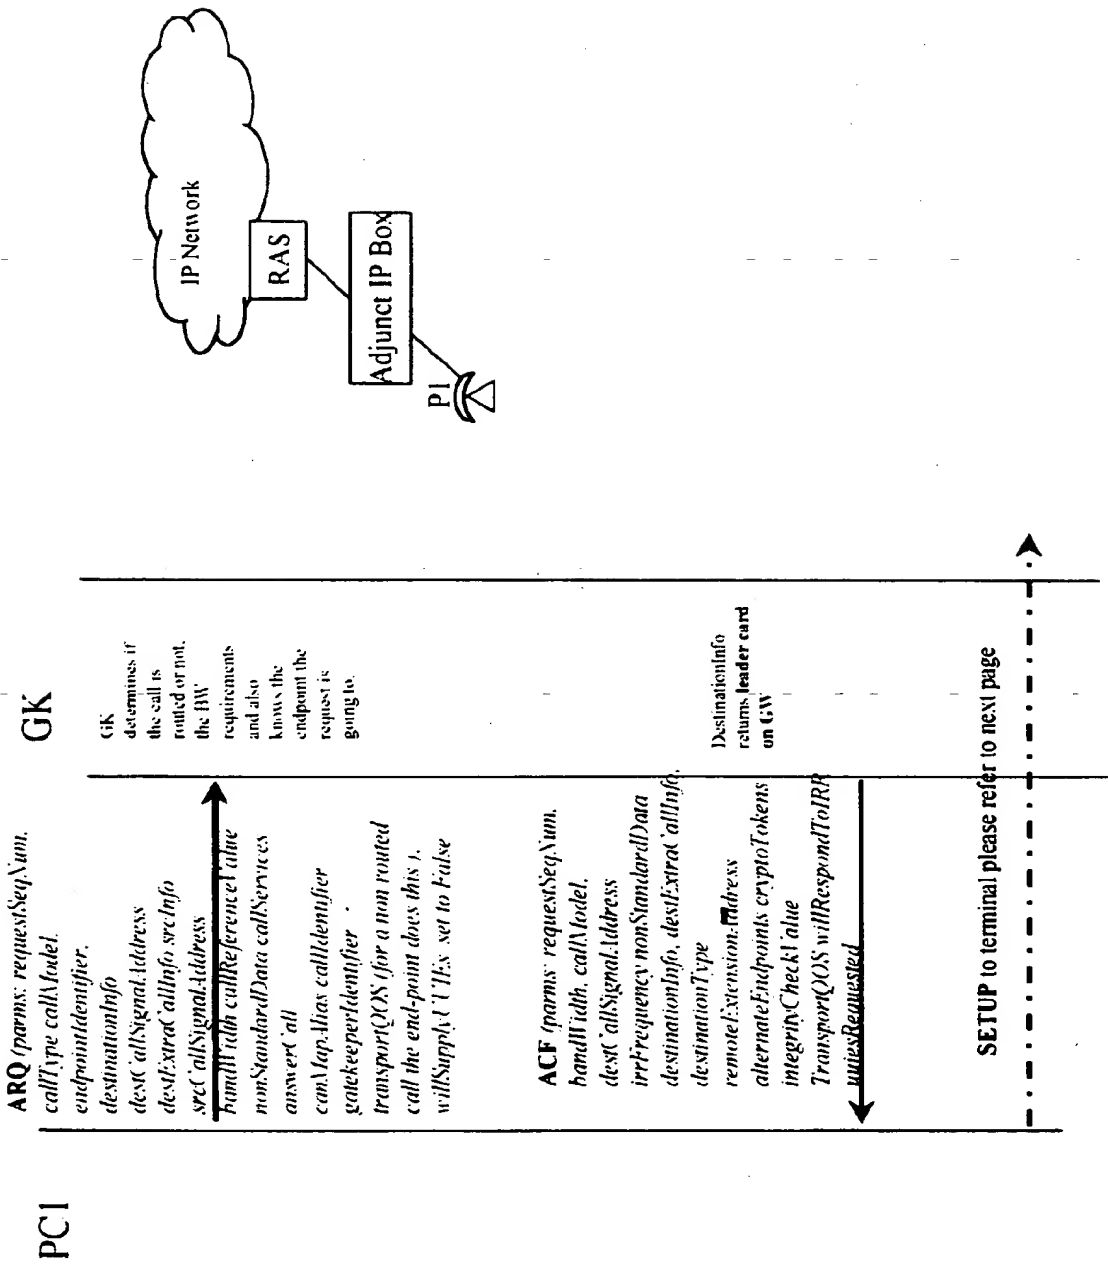 PC1
GK
ARQ (parms: requestSeqNum,
callType callModel,
endpointIdentifier,
destinationInfo
destCallSignalAddress
destExtraCallInfo srcInfo
srcCallSignalAddress
bandWidth callReferenceValue
nonStandardData callServices
answerCall
canMapAlias callIdentifier
gatekeeperIdentifier
transportQOS (for a non routed
call the end-point does this ),
willSupplyUUIEs set to False
GK
determines if
the call is
routed or not,
the BW
requirements
and also
knows the
endpoint the
request is
going to.
ACF (parms: requestSeqNum,
bandWidth, callModel,
destCallSignalAddress
irrFrequency nonStandardData
destinationInfo, destExtraCallInfo,
destinationType
remoteExtensionAddress
alternateEndpoints cryptoTokens
integrityCheckValue
TransportQOS willRespondToIRR
uuiesRequested
DestinationInfo
returns leader card
on GW
SETUP to terminal please refer to next page
IP Network
RAS
Adjunct IP Box
P1